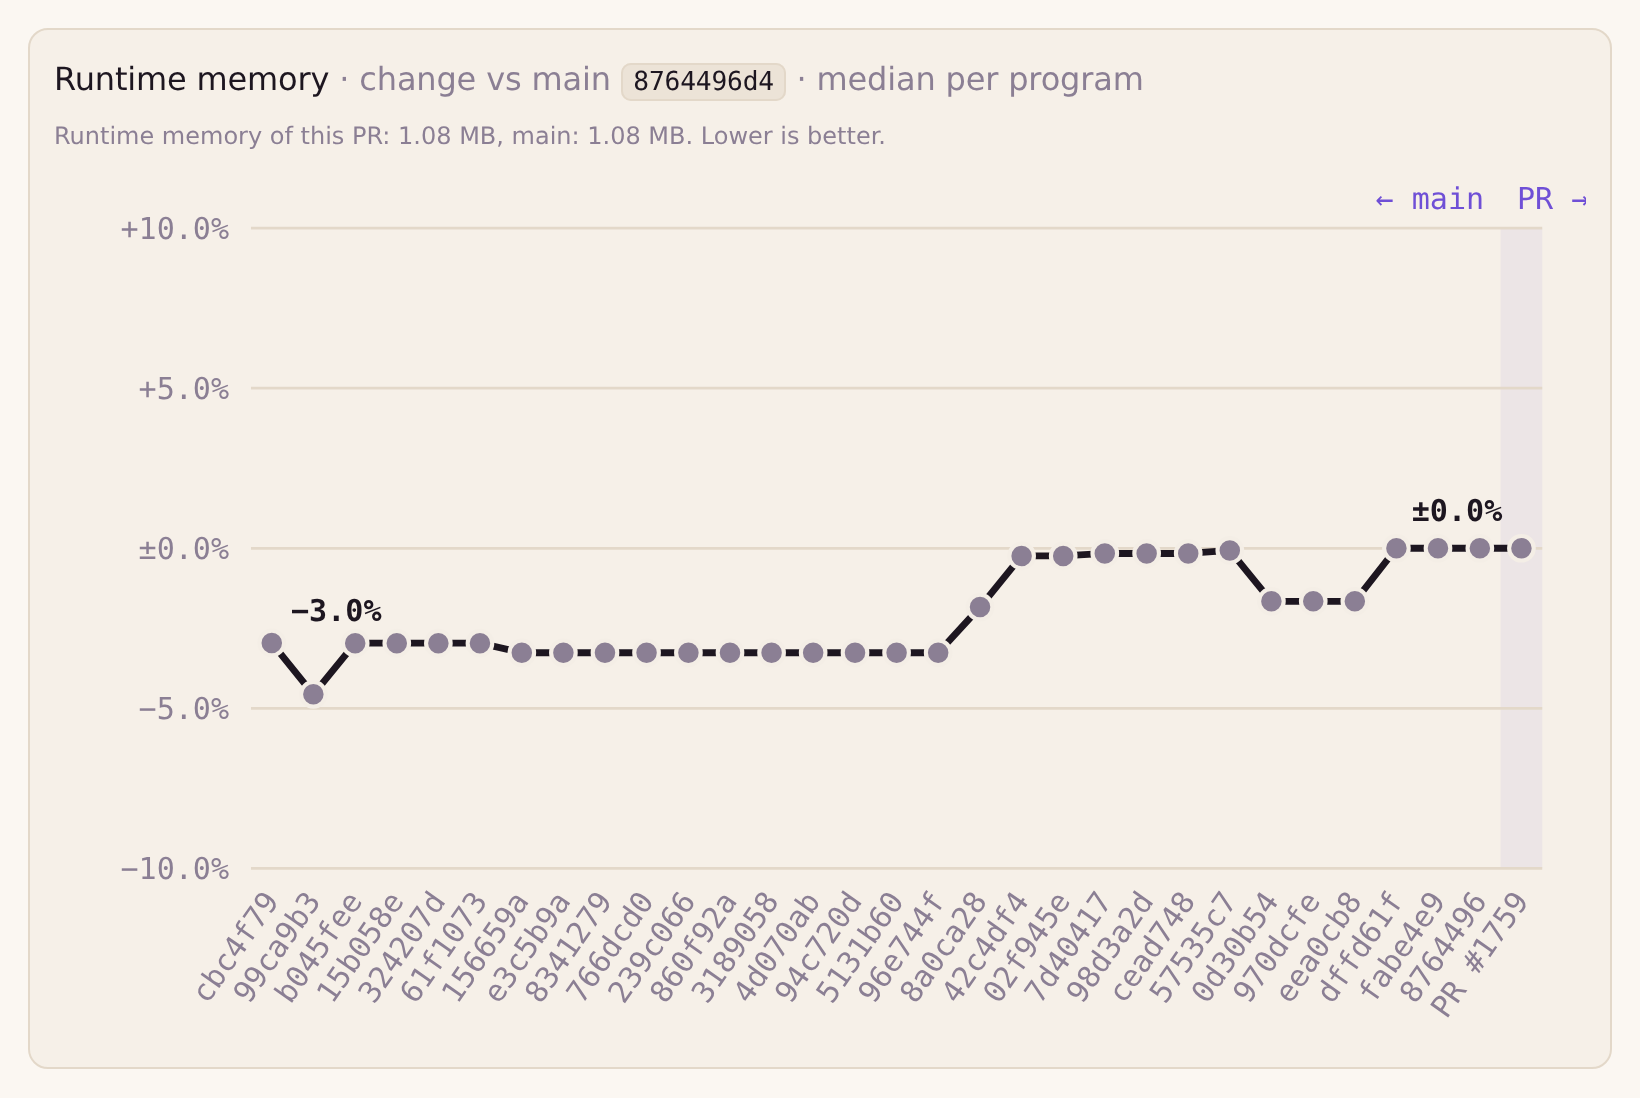 Runtime memory · change vs main 8764496d4 · median per program
Runtime memory of this PR: 1.08 MB, main: 1.08 MB. Lower is better.
← main PR →
+10.0%
+5.0%
±0.0%
−5.0%
−10.0%
−3.0%
±0.0%
cbc4f79
99ca9b3
b045fee
15b058e
324207d
61f1073
156659a
e3c5b9a
8341279
766dcd0
239c066
860f92a
3189058
4d070ab
94c720d
5131b60
96e744f
8a0ca28
42c4df4
02f945e
7d40417
98d3a2d
cead748
57535c7
0d30b54
970dcfe
eea0cb8
dffd61f
fabe4e9
8764496
PR #1759